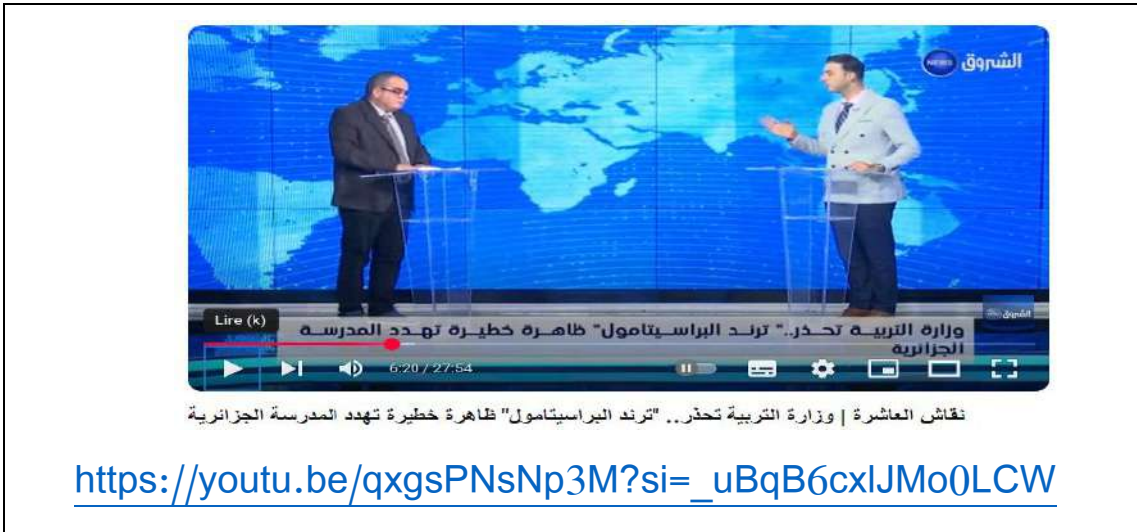 الشروق NEWS
Lire (k)
وزارة التربية تحذر.." ترند البراسيتامول" ظاهرة خطيرة تهدد المدرسة
الجزائرية
6:20 / 27:54
نقاش العاشرة | وزارة التربية تحذر.. "ترند البراسيتامول" ظاهرة خطيرة تهدد المدرسة الجزائرية
https://youtu.be/qxgsPNsNp3M?si=_uBqB6cxIJMo0LCW